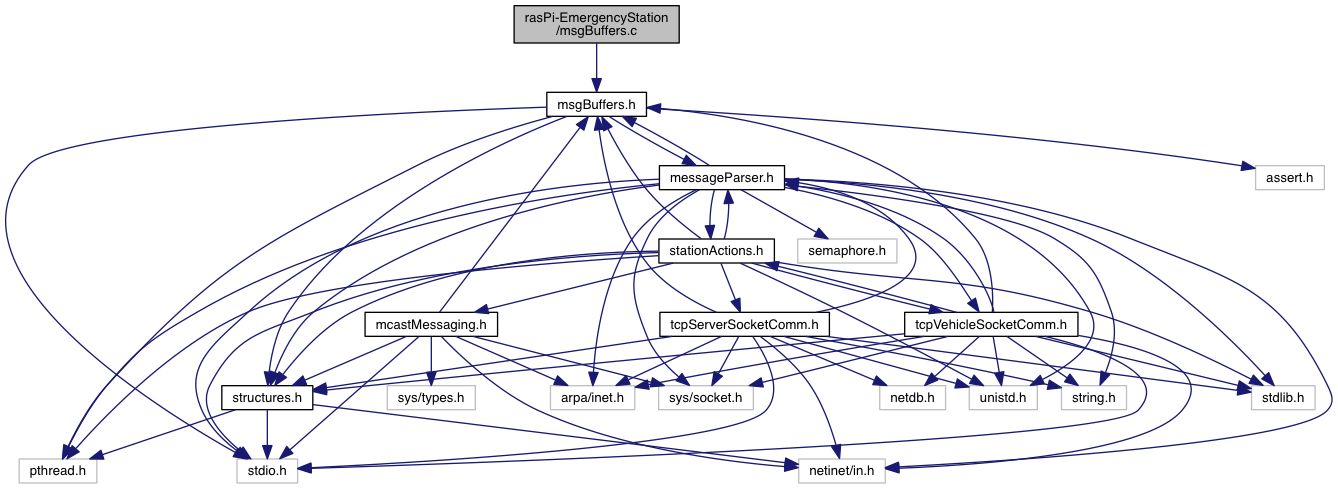 rasPi-EmergencyStation
/msgBuffers.c
msgBuffers.h
messageParser.h
assert.h
stationActions.h
semaphore.h
mcastMessaging.h
tcpServerSocketComm.h
tcpVehicleSocketComm.h
structures.h
sys/types.h
arpa/inet.h
sys/socket.h
netdb.h
unistd.h
string.h
stdlib.h
pthread.h
stdio.h
netinet/in.h